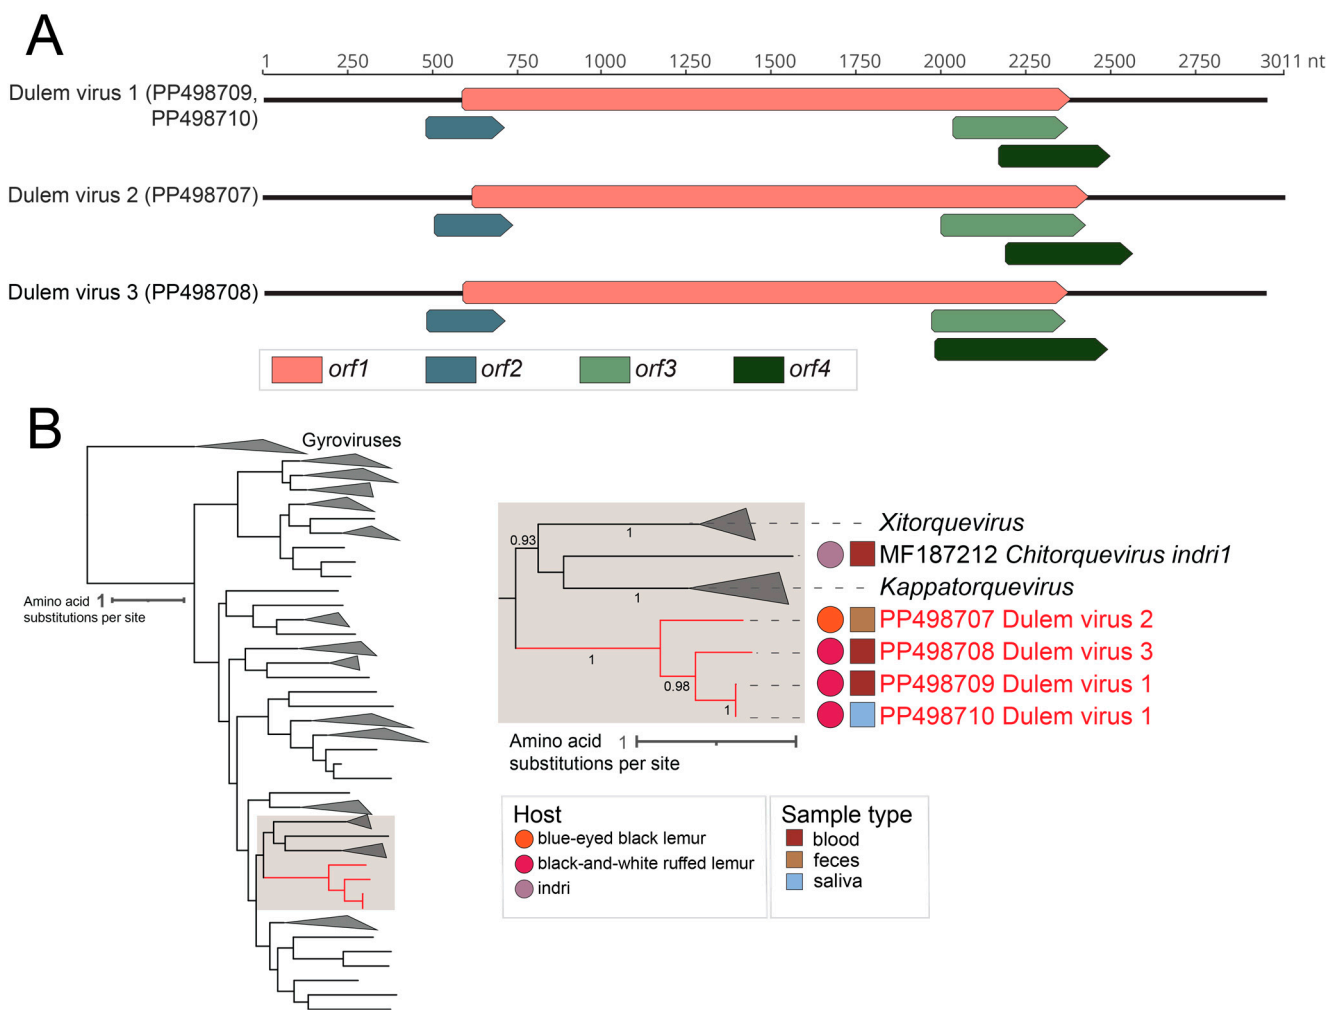 A
1 250 500 750 1000 1250 1500 1750 2000 2250 2500 2750 3011 nt
Dulem virus 1 (PP498709,
PP498710)
Dulem virus 2 (PP498707)
Dulem virus 3 (PP498708)
orf1 orf2 orf3 orf4
B
Gyroviruses
Amino acid 1
substitutions per site
0.93
1
1
1
0.98
1
Xitorquevirus
MF187212 Chitorquevirus indri1
Kappatorquevirus
PP498707 Dulem virus 2
PP498708 Dulem virus 3
PP498709 Dulem virus 1
PP498710 Dulem virus 1
Amino acid 1
substitutions per site
Host
blue-eyed black lemur
black-and-white ruffed lemur
indri
Sample type
blood
feces
saliva